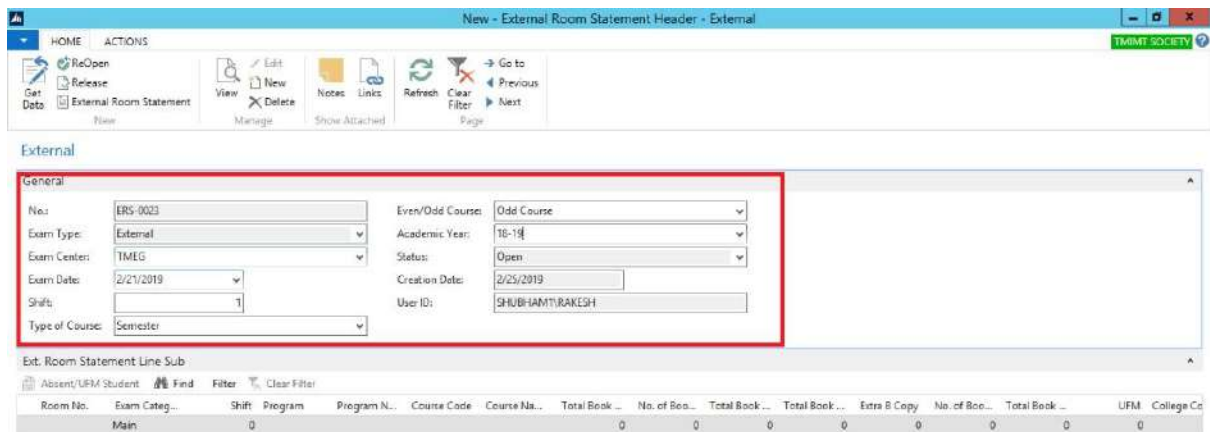 New - External Room Statement Header - External
HOME ACTIONS
TMIMT SOCIETY
Get Data
ReOpen
Release
External Room Statement
New
View
Edit
New
Delete
Manage
Notes Links
Show Attached
Refresh Clear Filter
Go to
Previous
Next
Page
External
General
No.: ERS-0023 Even/Odd Course: Odd Course
Exam Type: External Academic Year: 18-19
Exam Center: TMEG Status: Open
Exam Date: 2/21/2019 Creation Date: 2/25/2019
Shift: 1 User ID: SHUBHAMT\RAKESH
Type of Course: Semester
Ext. Room Statement Line Sub
Absent/UFM Student Find Filter Clear Filter
Room No. Exam Categ... Shift Program Program N... Course Code Course Na... Total Book ... No. of Boo... Total Book ... Total Book ... Extra B Copy No. of Boo... Total Book ... UFM College Co
Main 0 0 0 0 0 0 0 0 0